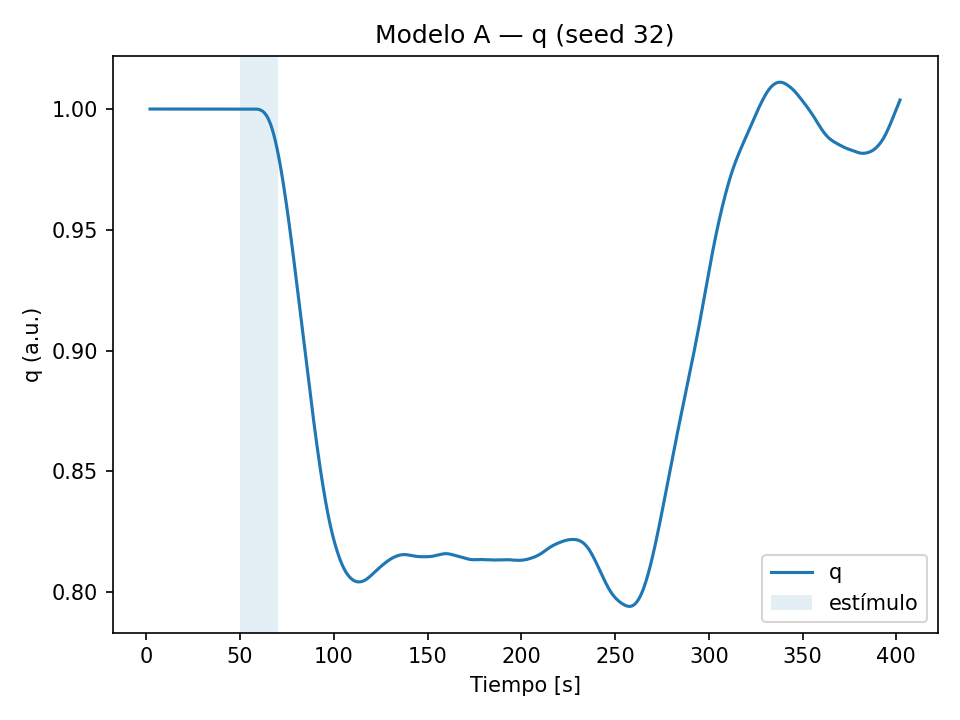 Modelo A — q (seed 32)
q (a.u.)
1.00
0.95
0.90
0.85
0.80
0 50 100 150 200 250 300 350 400
Tiempo [s]
q
estímulo